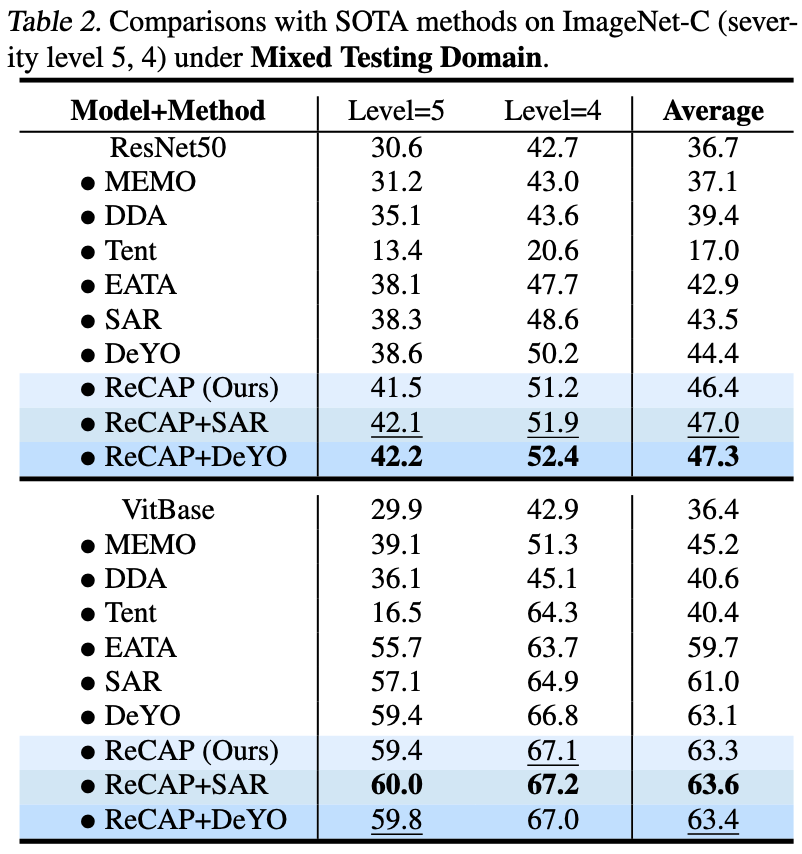 Table 2. Comparisons with SOTA methods on ImageNet-C (sever-
ity level 5, 4) under Mixed Testing Domain.
Model+Method Level=5 Level=4 Average
ResNet50 30.6 42.7 36.7
● MEMO 31.2 43.0 37.1
● DDA 35.1 43.6 39.4
● Tent 13.4 20.6 17.0
● EATA 38.1 47.7 42.9
● SAR 38.3 48.6 43.5
● DeYO 38.6 50.2 44.4
● ReCAP (Ours) 41.5 51.2 46.4
● ReCAP+SAR 42.1 51.9 47.0
● ReCAP+DeYO 42.2 52.4 47.3
VitBase 29.9 42.9 36.4
● MEMO 39.1 51.3 45.2
● DDA 36.1 45.1 40.6
● Tent 16.5 64.3 40.4
● EATA 55.7 63.7 59.7
● SAR 57.1 64.9 61.0
● DeYO 59.4 66.8 63.1
● ReCAP (Ours) 59.4 67.1 63.3
● ReCAP+SAR 60.0 67.2 63.6
● ReCAP+DeYO 59.8 67.0 63.4